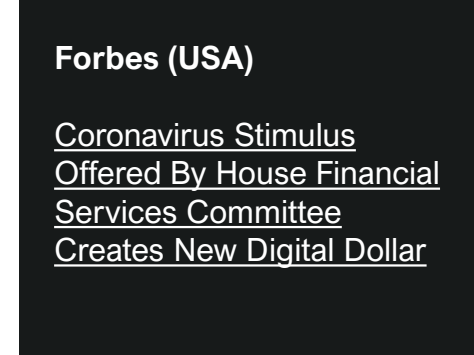 Forbes (USA)
Coronavirus Stimulus
Offered By House Financial
Services Committee
Creates New Digital Dollar